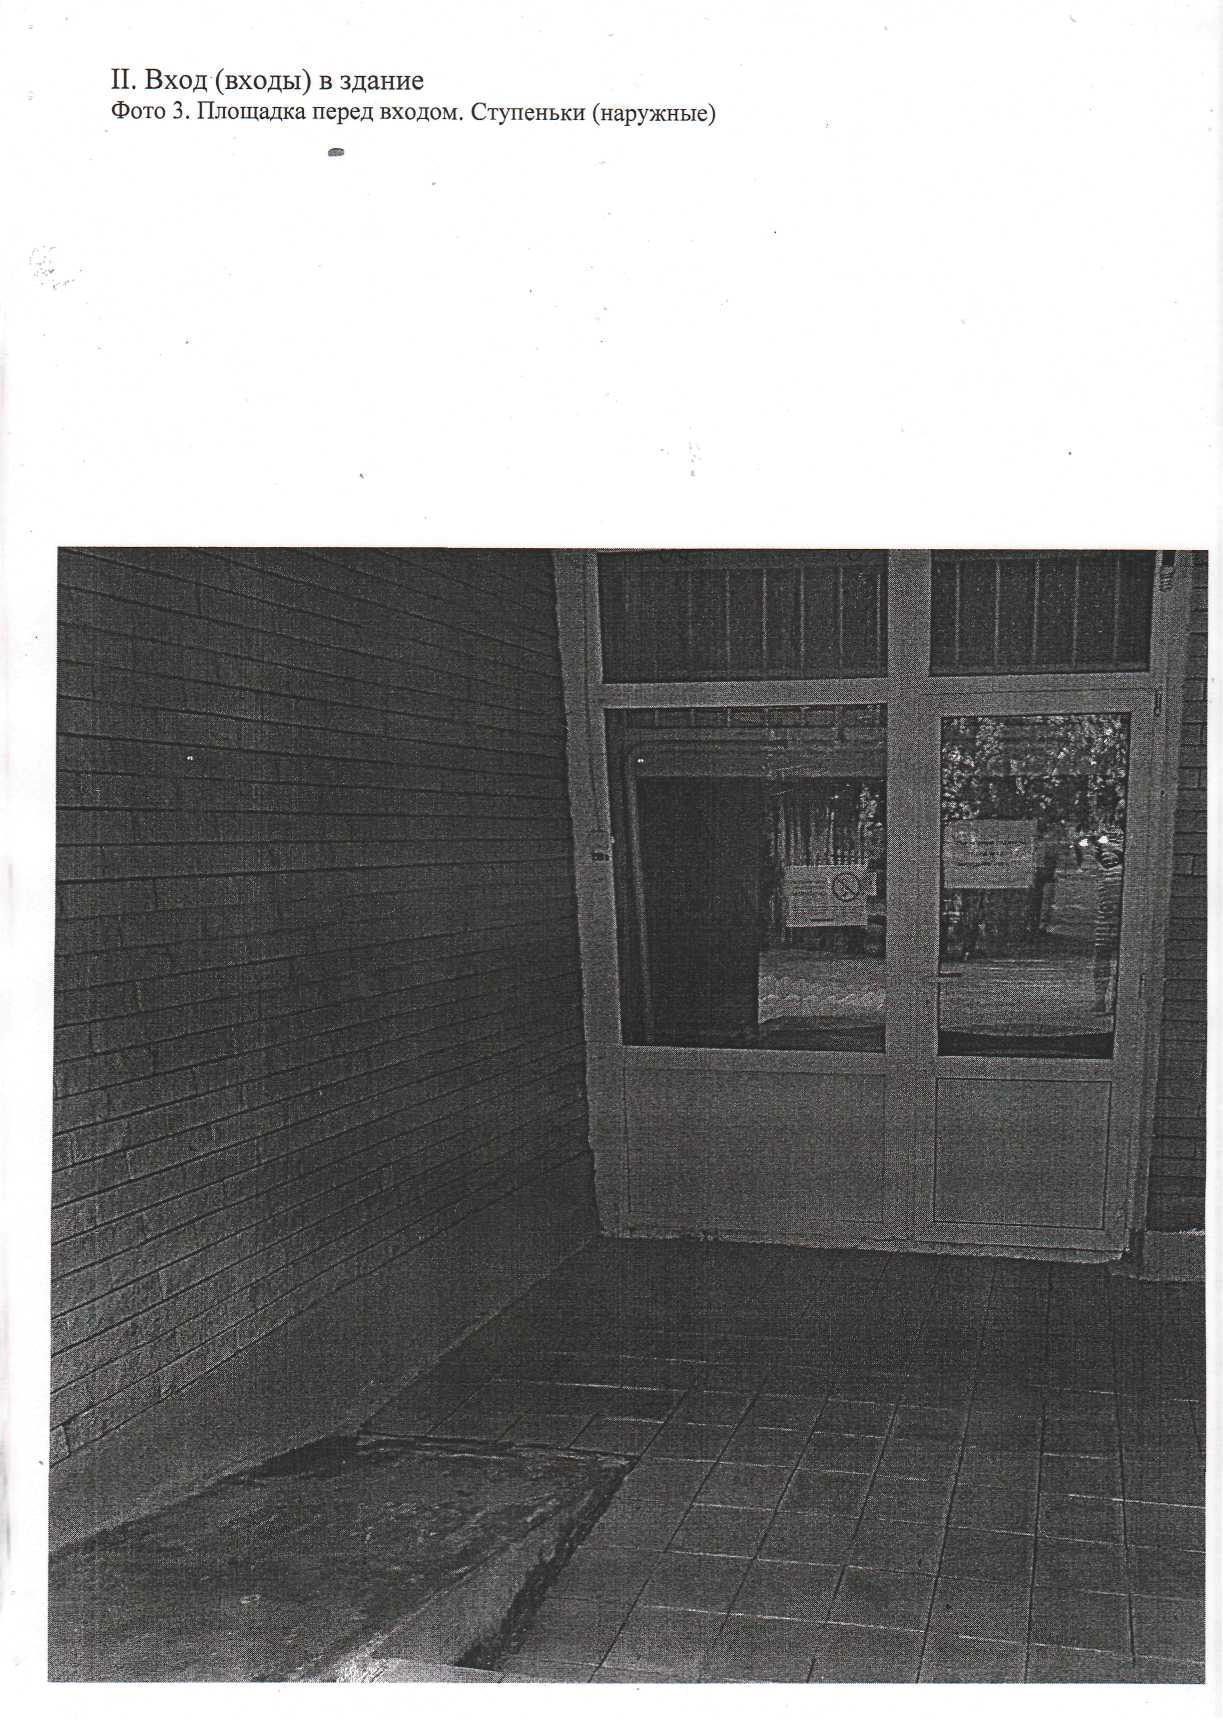 II. Вход (входы) в здание
Фото 3. Площадка перед входом. Ступеньки (наружные)